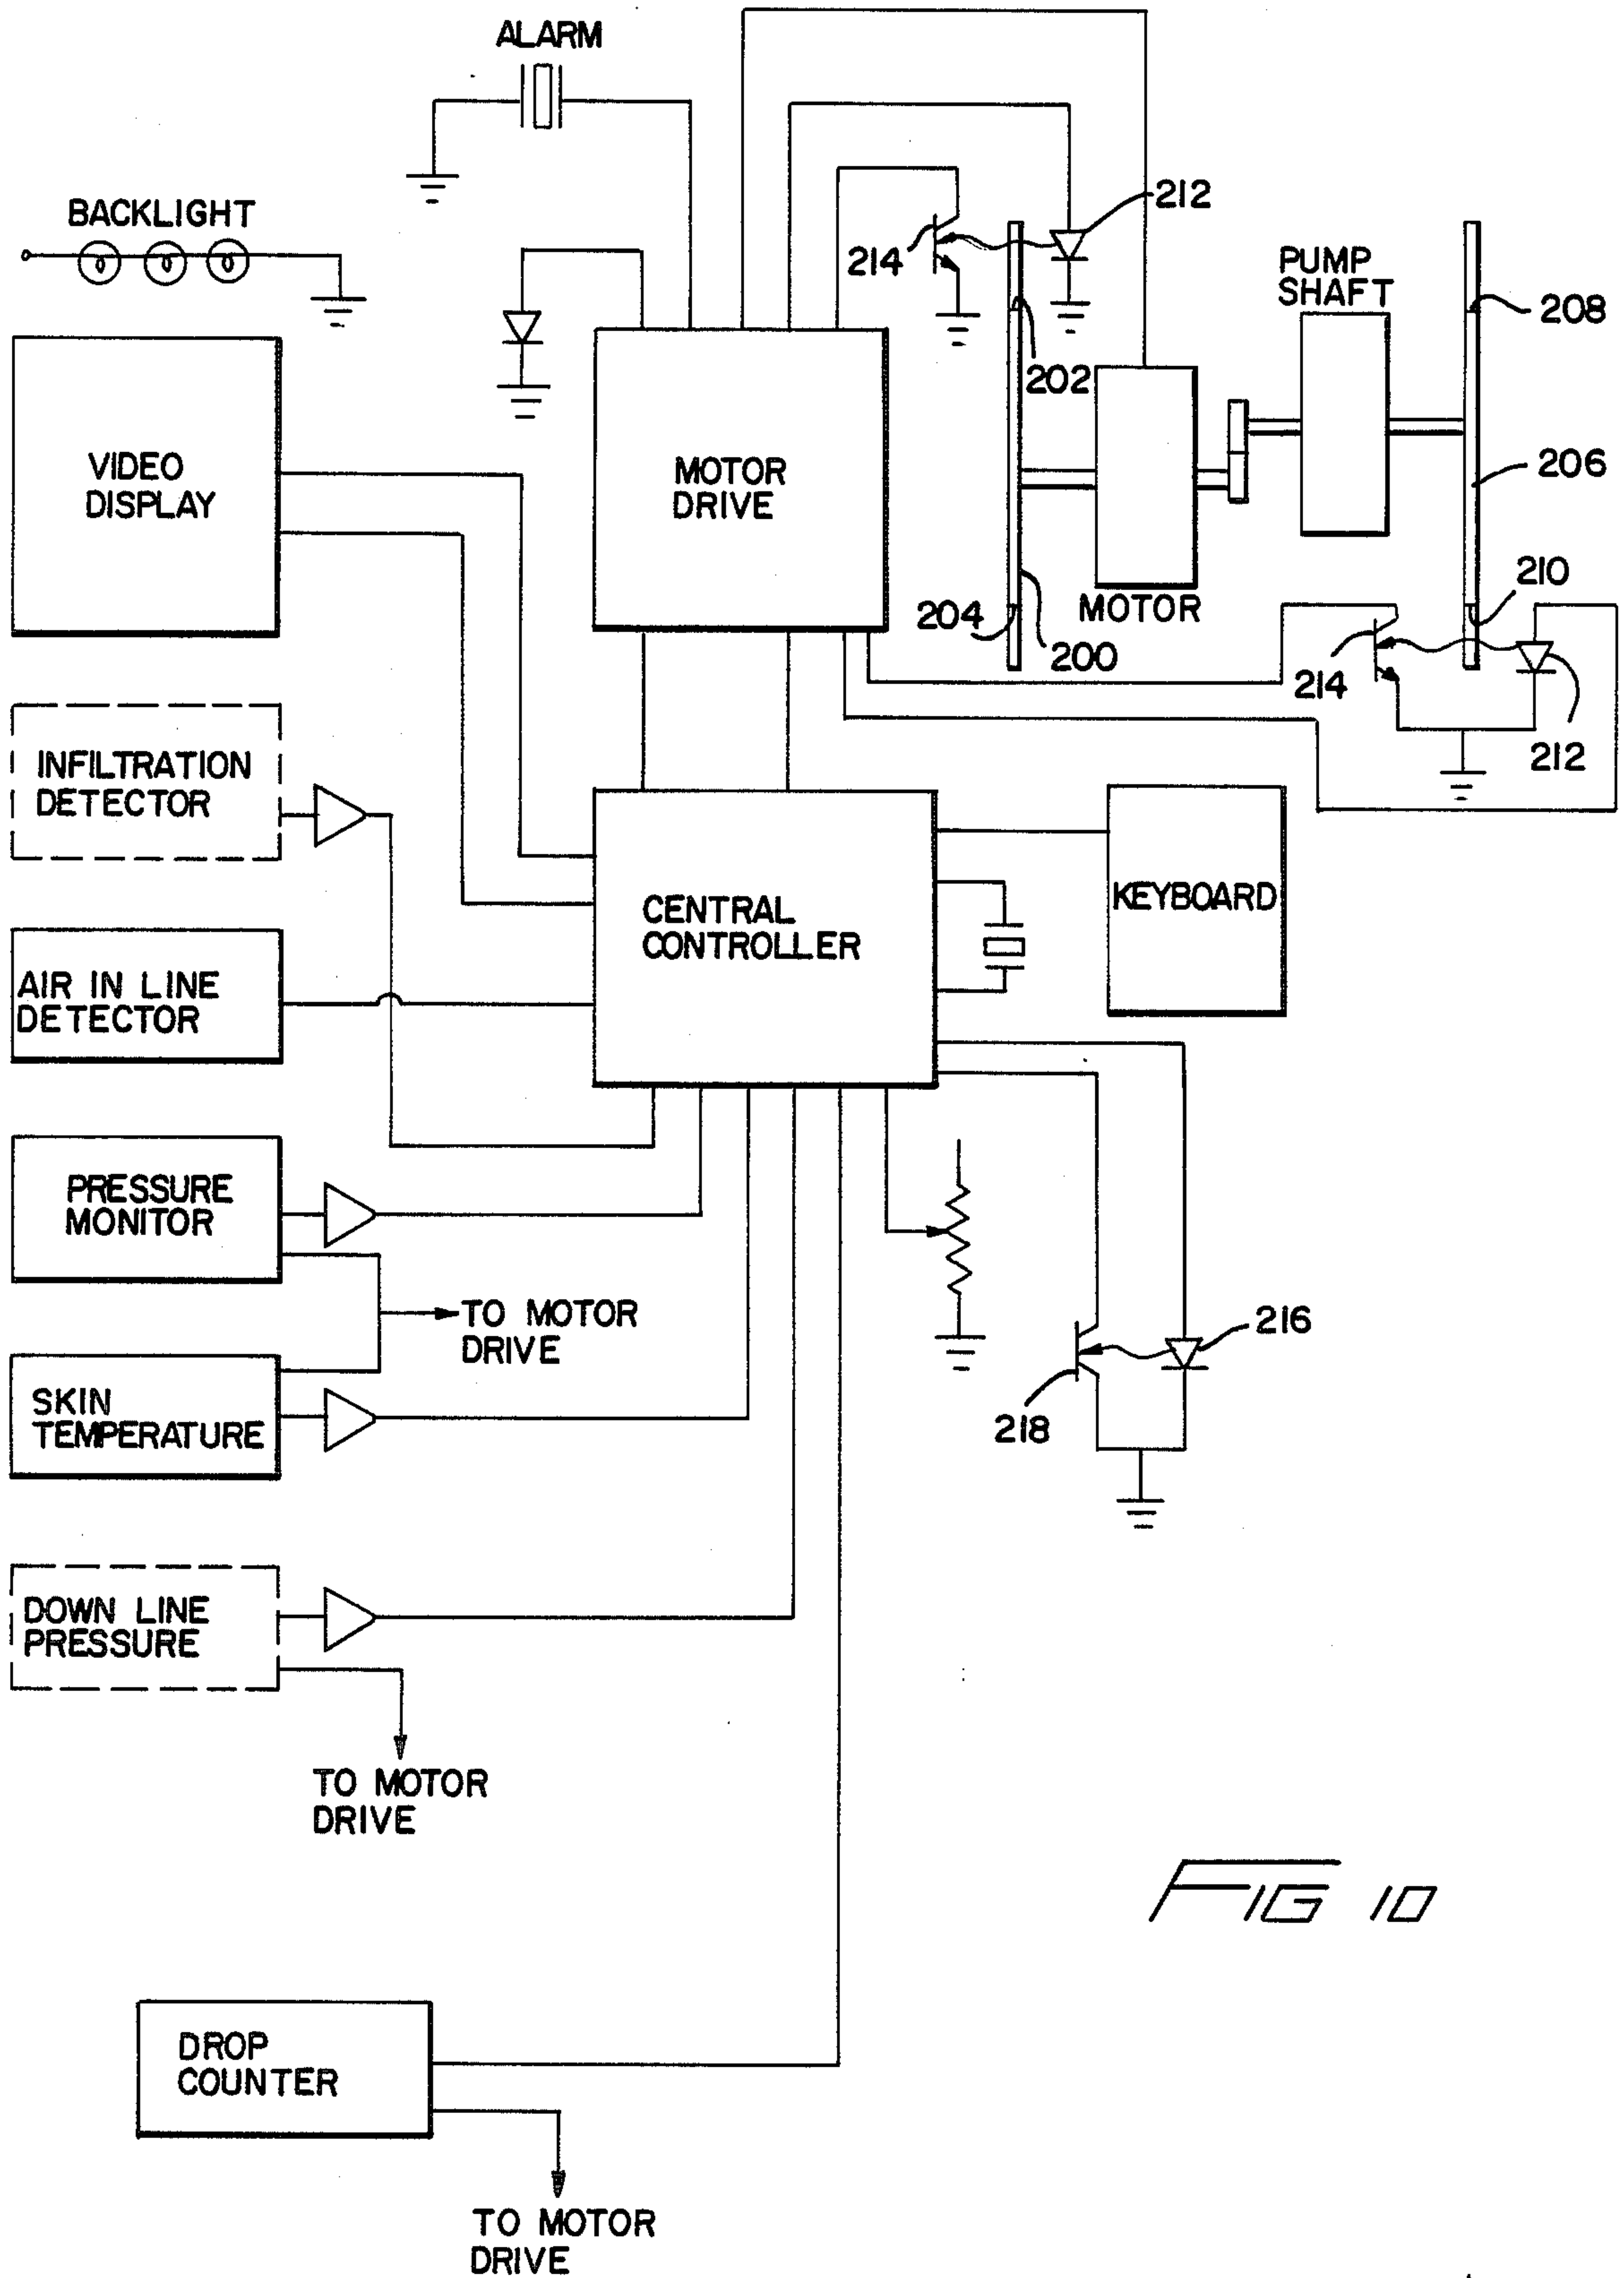 ALARM
BACKLIGHT
212
214
PUMP
SHAFT
208
202
VIDEO
DISPLAY
MOTOR
DRIVE
206
210
204
MOTOR
200
214
212
INFILTRATION
DETECTOR
KEYBOARD
CENTRAL
CONTROLLER
AIR IN LINE
DETECTOR
PRESSURE
MONITOR
TO MOTOR
DRIVE
216
SKIN
TEMPERATURE
218
DOWN LINE
PRESSURE
TO MOTOR
DRIVE
FIG 10
DROP
COUNTER
TO MOTOR
DRIVE